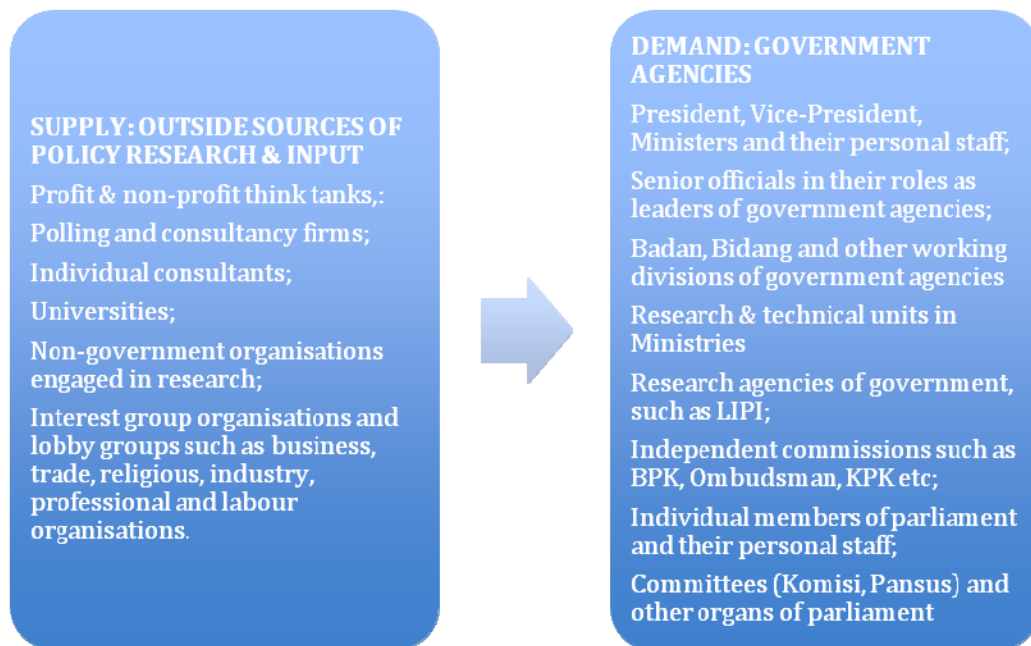 SUPPLY: OUTSIDE SOURCES OF
POLICY RESEARCH & INPUT
Profit & non-profit think tanks,:
Polling and consultancy firms;
Individual consultants;
Universities;
Non-government organisations
engaged in research;
Interest group organisations and
lobby groups such as business,
trade, religious, industry,
professional and labour
organisations.
DEMAND: GOVERNMENT
AGENCIES
President, Vice-President,
Ministers and their personal staff;
Senior officials in their roles as
leaders of government agencies;
Badan, Bidang and other working
divisions of government agencies
Research & technical units in
Ministries
Research agencies of government,
such as LIPI;
Independent commissions such as
BPK, Ombudsman, KPK etc;
Individual members of parliament
and their personal staff;
Committees (Komisi, Pansus) and
other organs of parliament